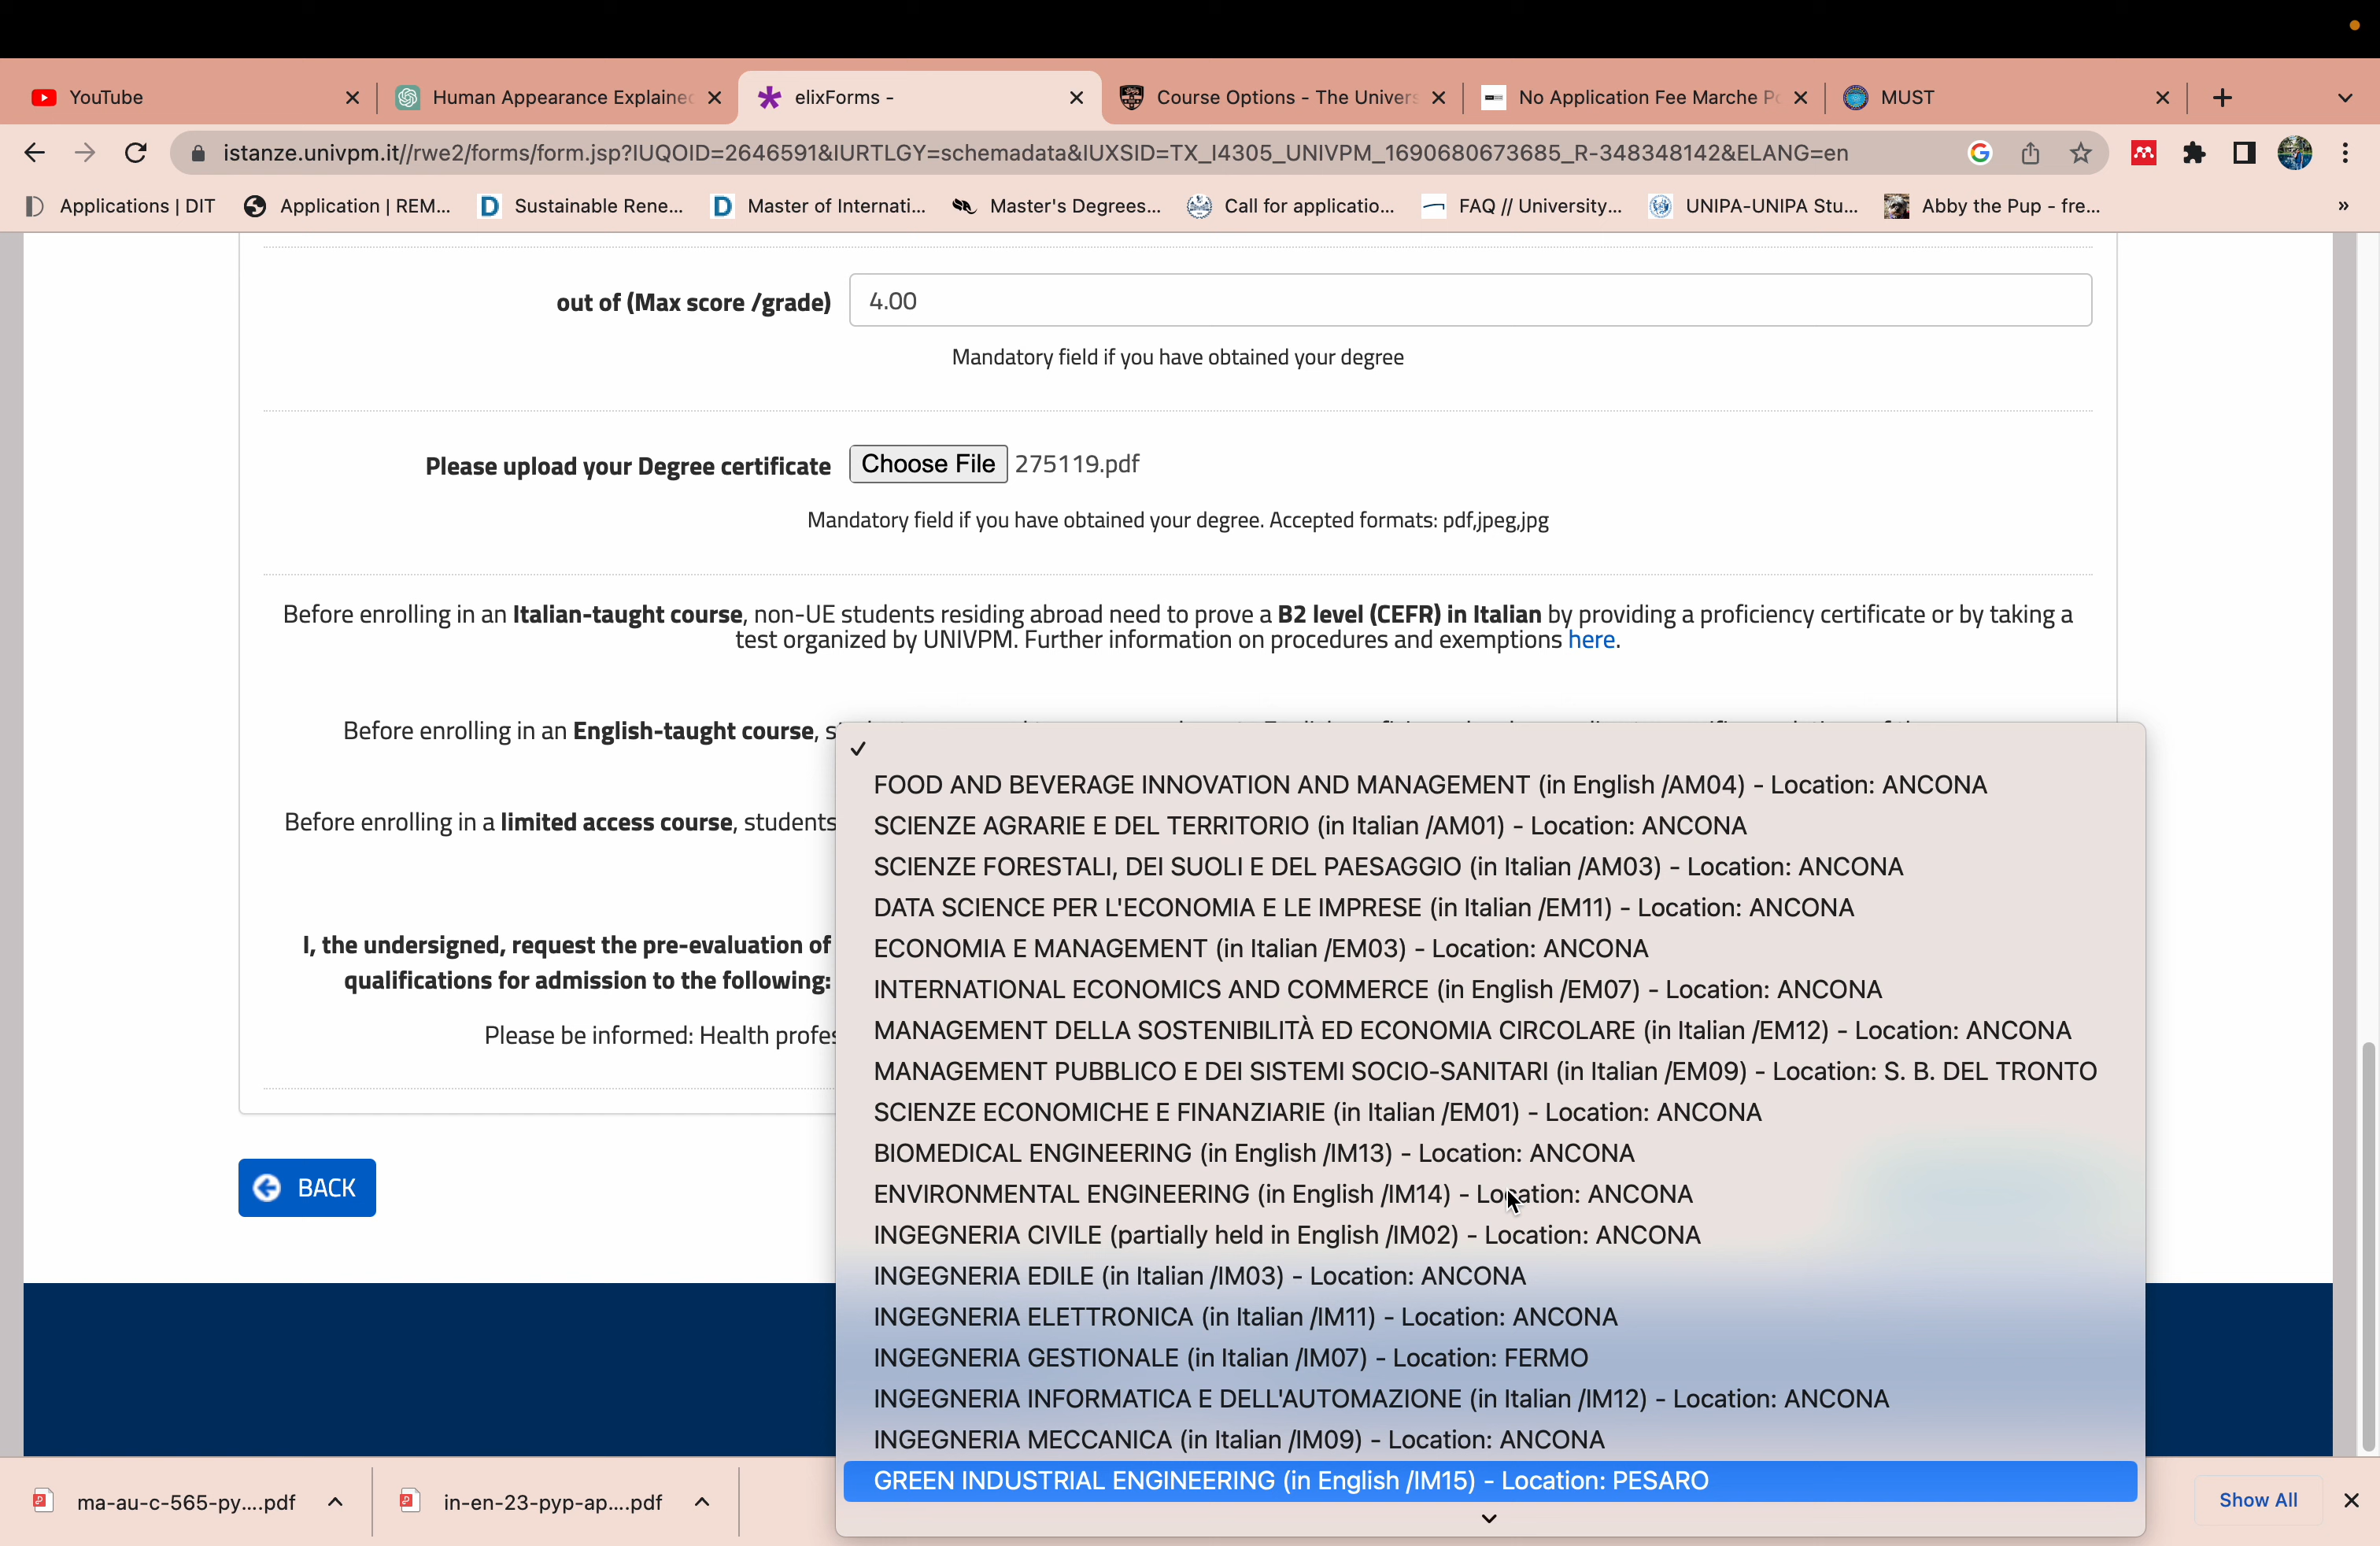 YouTube
Human Appearance Explained
elixForms -
Course Options - The Univers
No Application Fee Marche Po
MUST
istanze.univpm.it//rwe2/forms/form.jsp?IUQOID=2646591&IURTLGY=schemadata&IUXSID=TX_I4305_UNIVPM_1690680673685_R-348348142&ELANG=en
Applications | DIT
Application | REM...
Sustainable Rene...
Master of Internati...
Master's Degrees...
Call for applicatio...
FAQ // University...
UNIPA-UNIPA Stu...
Abby the Pup - fre...
out of (Max score /grade)
4.00
Mandatory field if you have obtained your degree
Please upload your Degree certificate
Choose File 275119.pdf
Mandatory field if you have obtained your degree. Accepted formats: pdf,jpeg,jpg
Before enrolling in an Italian-taught course, non-UE students residing abroad need to prove a B2 level (CEFR) in Italian by providing a proficiency certificate or by taking a
test organized by UNIVPM. Further information on procedures and exemptions here.
Before enrolling in an English-taught course, s
Before enrolling in a limited access course, students
I, the undersigned, request the pre-evaluation of
qualifications for admission to the following:
Please be informed: Health profes
FOOD AND BEVERAGE INNOVATION AND MANAGEMENT (in English /AM04) - Location: ANCONA
SCIENZE AGRARIE E DEL TERRITORIO (in Italian /AM01) - Location: ANCONA
SCIENZE FORESTALI, DEI SUOLI E DEL PAESAGGIO (in Italian /AM03) - Location: ANCONA
DATA SCIENCE PER L'ECONOMIA E LE IMPRESE (in Italian /EM11) - Location: ANCONA
ECONOMIA E MANAGEMENT (in Italian /EM03) - Location: ANCONA
INTERNATIONAL ECONOMICS AND COMMERCE (in English /EM07) - Location: ANCONA
MANAGEMENT DELLA SOSTENIBILITÀ ED ECONOMIA CIRCOLARE (in Italian /EM12) - Location: ANCONA
MANAGEMENT PUBBLICO E DEI SISTEMI SOCIO-SANITARI (in Italian /EM09) - Location: S. B. DEL TRONTO
SCIENZE ECONOMICHE E FINANZIARIE (in Italian /EM01) - Location: ANCONA
BIOMEDICAL ENGINEERING (in English /IM13) - Location: ANCONA
ENVIRONMENTAL ENGINEERING (in English /IM14) - Location: ANCONA
INGEGNERIA CIVILE (partially held in English /IM02) - Location: ANCONA
INGEGNERIA EDILE (in Italian /IM03) - Location: ANCONA
INGEGNERIA ELETTRONICA (in Italian /IM11) - Location: ANCONA
INGEGNERIA GESTIONALE (in Italian /IM07) - Location: FERMO
INGEGNERIA INFORMATICA E DELL'AUTOMAZIONE (in Italian /IM12) - Location: ANCONA
INGEGNERIA MECCANICA (in Italian /IM09) - Location: ANCONA
GREEN INDUSTRIAL ENGINEERING (in English /IM15) - Location: PESARO
BACK
ma-au-c-565-py....pdf
in-en-23-pyp-ap....pdf
Show All